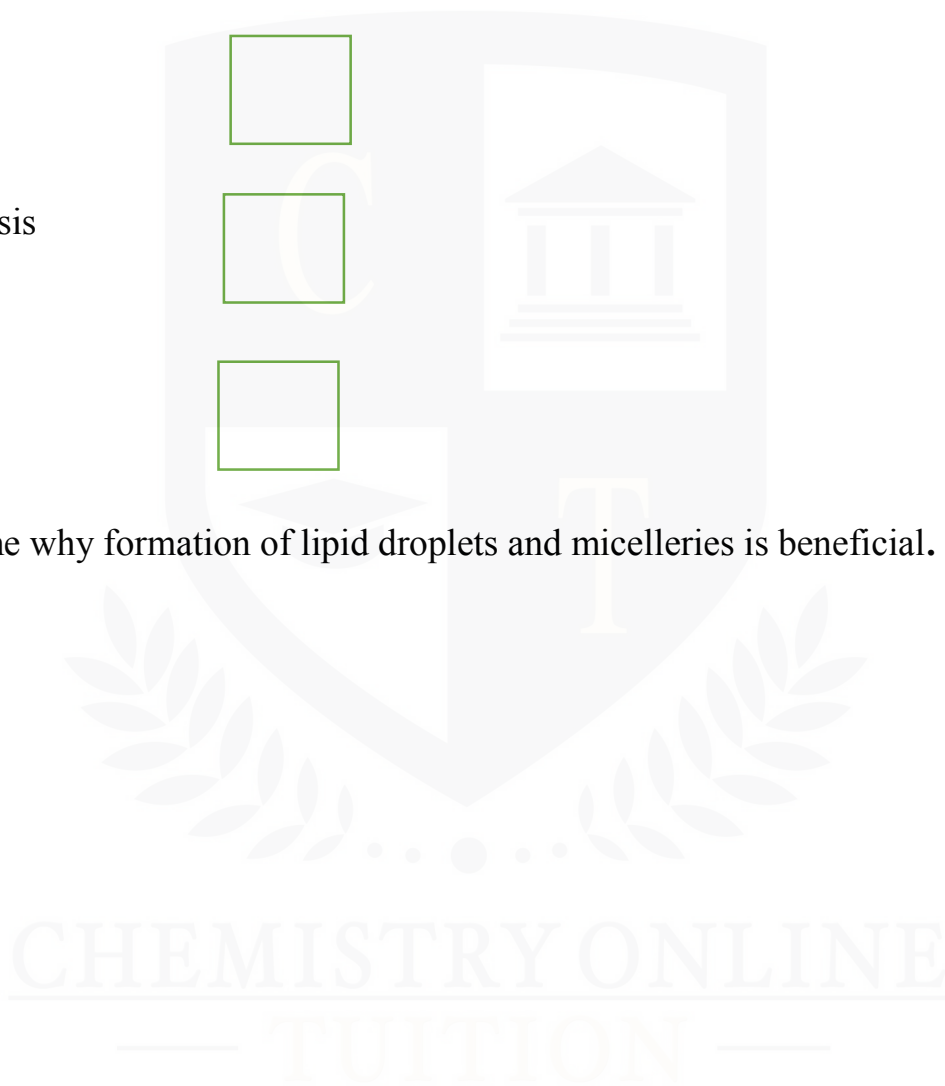 C
sis
ne why formation of lipid droplets and micelleries is beneficial.
T
CHEMISTRY ONLINE
TUITION